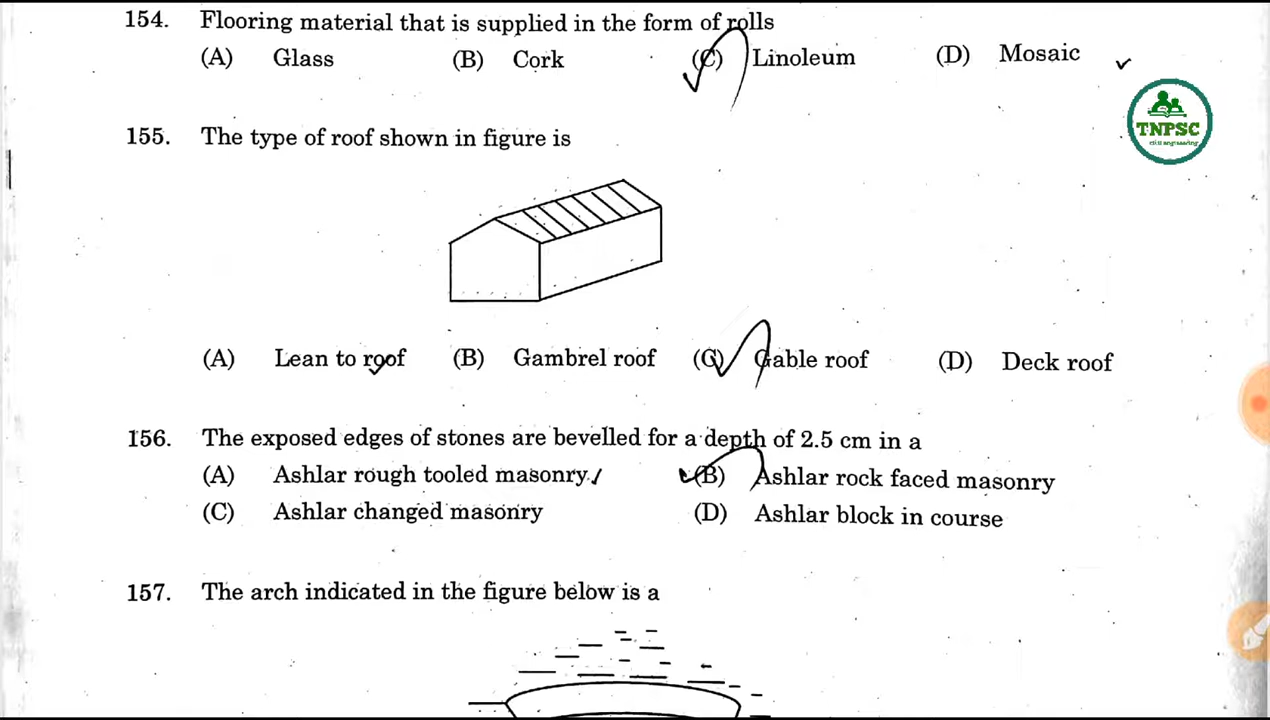 154. Flooring material that is supplied in the form of rolls
(A) Glass (B) Cork (C) Linoleum (D) Mosaic
TNPSC
civil engineering
155. The type of roof shown in figure is
(A) Lean to roof (B) Gambrel roof (C) Gable roof (D) Deck roof
156. The exposed edges of stones are bevelled for a depth of 2.5 cm in a
(A) Ashlar rough tooled masonry (B) Ashlar rock faced masonry
(C) Ashlar changed masonry (D) Ashlar block in course
157. The arch indicated in the figure below is a